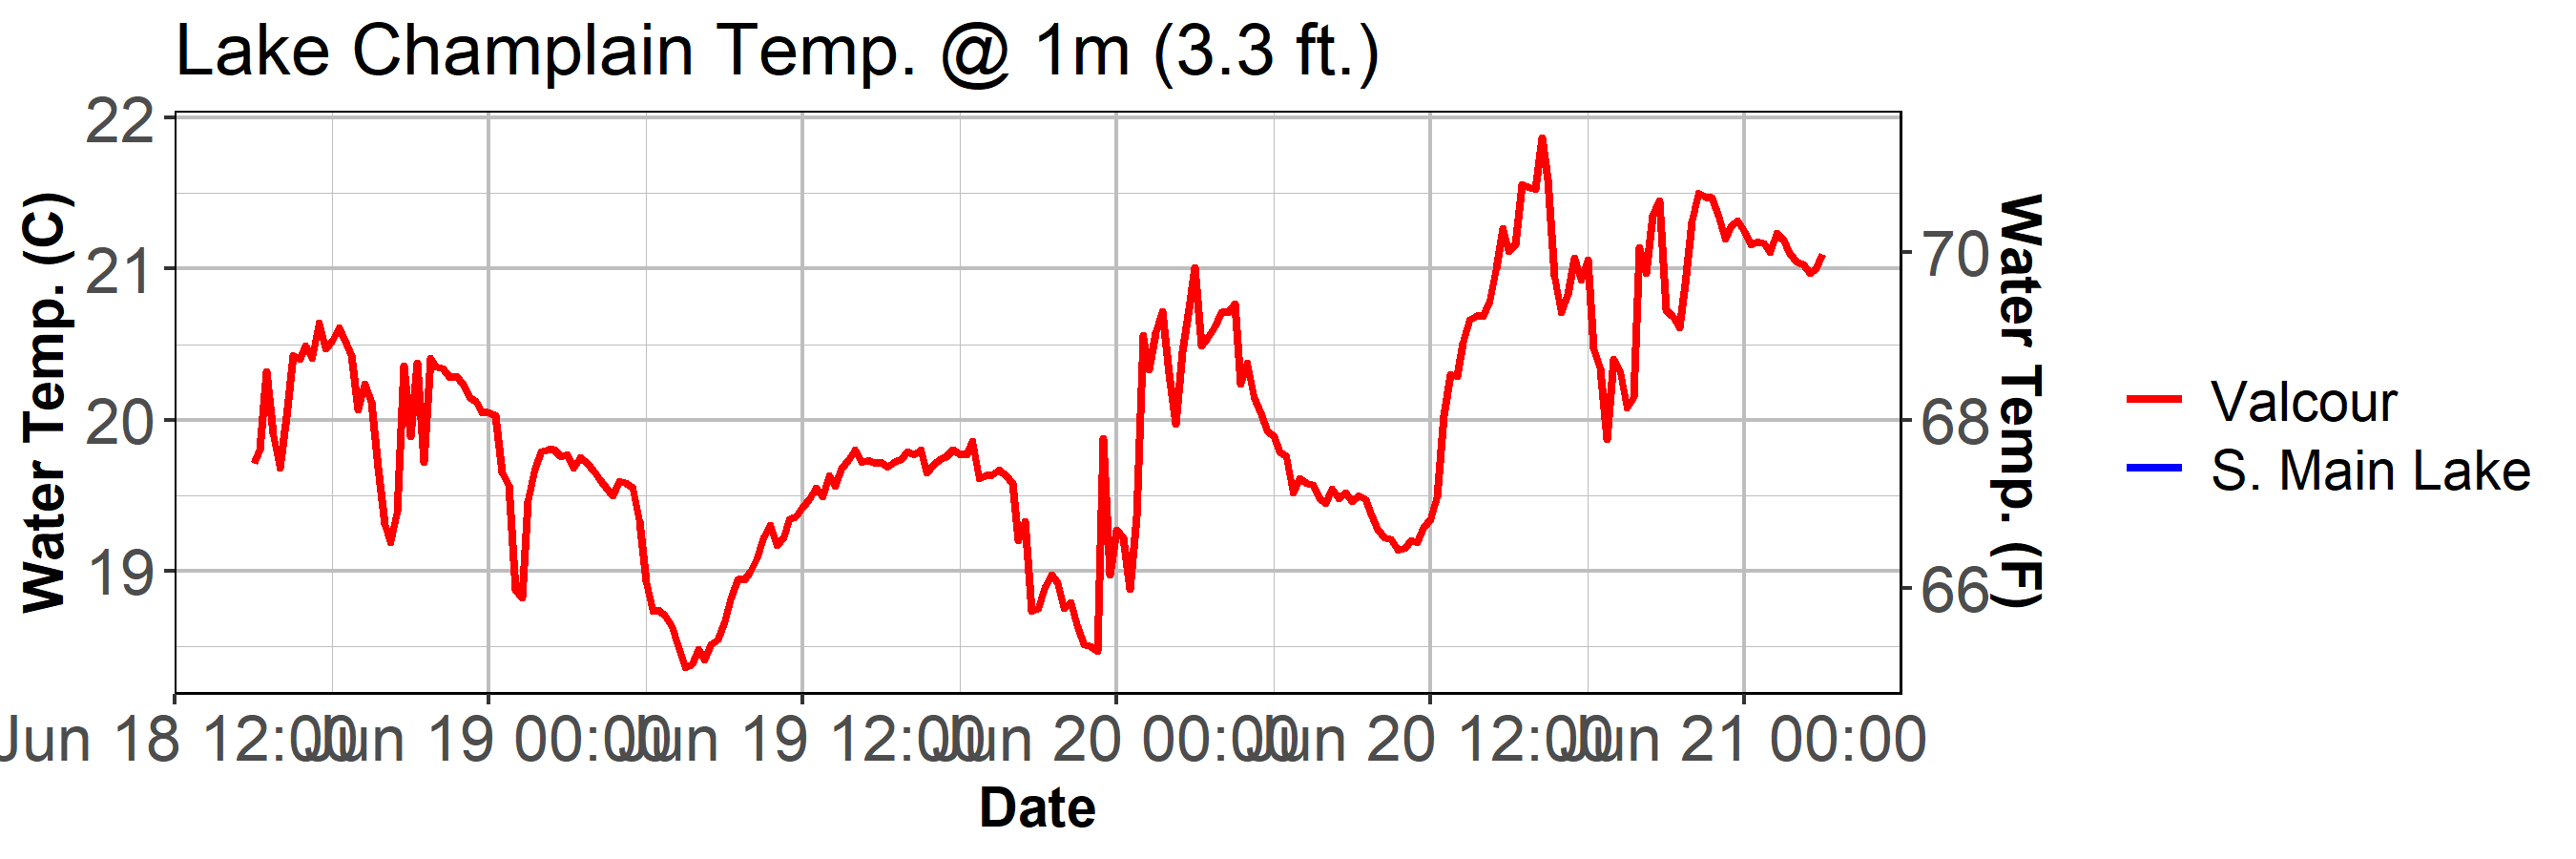 Lake Champlain Temp. @ 1m (3.3 ft.)
Water Temp. (C)
22
21
20
19
70
68
66
Water Temp. (F)
Jun 18 12:00
Jun 19 00:00
Jun 19 12:00
Jun 20 00:00
Jun 20 12:00
Jun 21 00:00
Date
Valcour
S. Main Lake